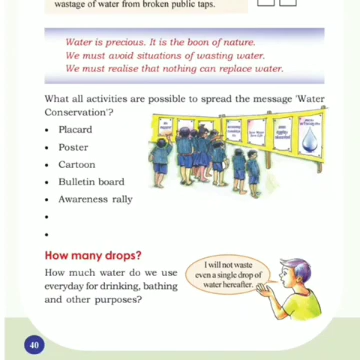 wastage of water from broken public taps.
Water is precious. It is the boon of nature.
We must avoid situations of wasting water.
We must realise that nothing can replace water.
What all activities are possible to spread the message 'Water
Conservation'?
• Placard
• Poster
• Cartoon
• Bulletin board
• Awareness rally
•
•
How many drops?
How much water do we use
everyday for drinking, bathing
and other purposes?
I will not waste
even a single drop of
water hereafter.
40